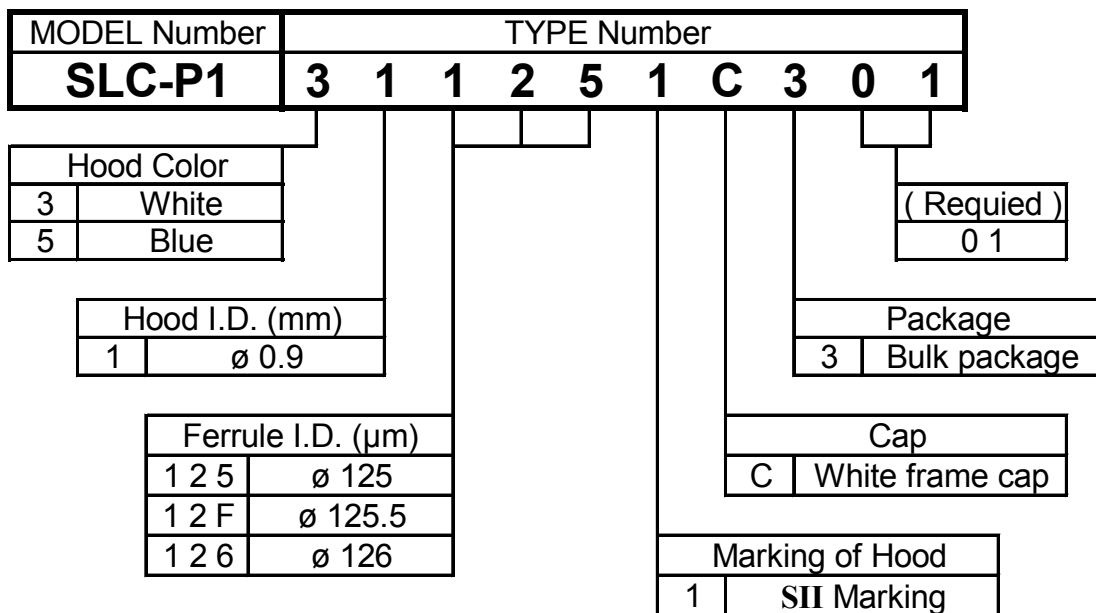 MODEL Number TYPE Number
SLC-P1 3 1 1 2 5 1 C 3 0 1
Hood Color
3 White
5 Blue
( Requied )
0 1
Hood I.D. (mm)
1 ø 0.9
Package
3 Bulk package
Ferrule I.D. (µm)
1 2 5 ø 125
1 2 F ø 125.5
1 2 6 ø 126
Cap
C White frame cap
Marking of Hood
1 SII Marking